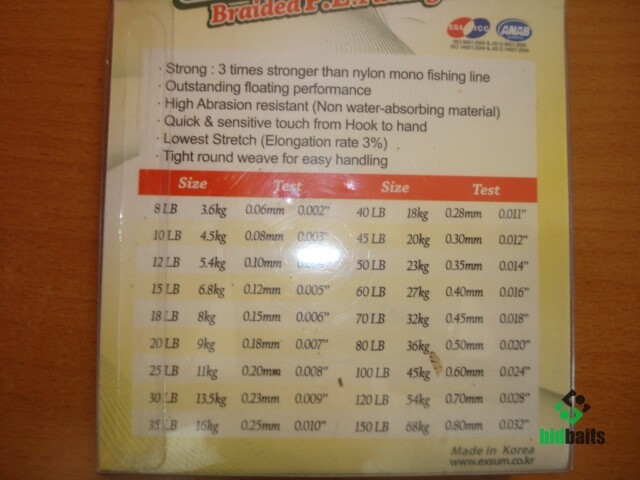 Braided P.E.
· Strong : 3 times stronger than nylon mono fishing line
· Outstanding floating performance
· High Abrasion resistant (Non water-absorbing material)
· Quick & sensitive touch from Hook to hand
· Lowest Stretch (Elongation rate 3%)
· Tight round weave for easy handling
Size Test Size Test
8 LB 3.6kg 0.06mm 0.002" 40 LB 18kg 0.28mm 0.011"
10 LB 4.5kg 0.08mm 0.003" 45 LB 20kg 0.30mm 0.012"
12 LB 5.4kg 0.10mm 50 LB 23kg 0.35mm 0.014"
15 LB 6.8kg 0.12mm 0.005" 60 LB 27kg 0.40mm 0.016"
18 LB 8kg 0.15mm 0.006" 70 LB 32kg 0.45mm 0.018"
20 LB 9kg 0.18mm 0.007" 80 LB 36kg 0.50mm 0.020"
25 LB 11kg 0.20mm 0.008" 100 LB 45kg 0.60mm 0.024"
30 LB 13.5kg 0.23mm 0.009" 120 LB 54kg 0.70mm 0.028"
35 LB 16kg 0.25mm 0.010" 150 LB 68kg 0.80mm 0.032"
bidbaits
Made in Korea
www.exsum.co.kr